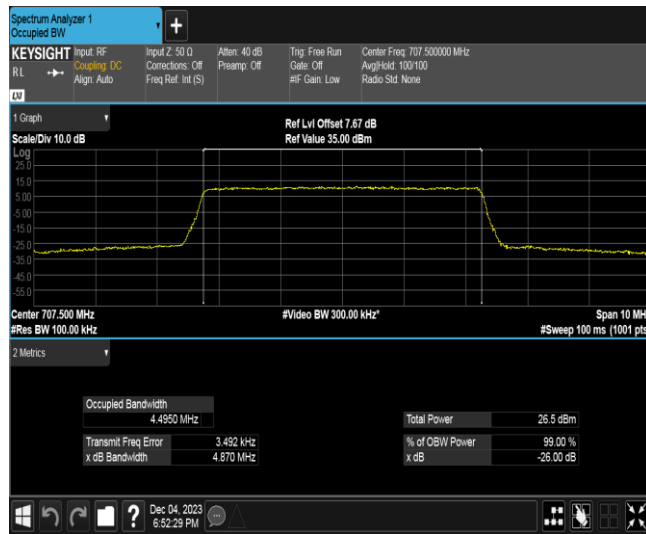 Spectrum Analyzer 1
Occupied BW
+
KEYSIGHT
RL
LXI
Input: RF
Coupling: DC
Align: Auto
Input Z: 50 Ω
Corrections: Off
Freq Ref: Int (S)
Atten: 40 dB
Preamp: Off
Trig: Free Run
Gate: Off
#IF Gain: Low
Center Freq: 707.500000 MHz
Avg|Hold: 100/100
Radio Std: None
1 Graph
Scale/Div 10.0 dB
Ref Lvl Offset 7.67 dB
Ref Value 35.00 dBm
Log
25.0
15.0
5.00
-5.00
-15.0
-25.0
-35.0
-45.0
-55.0
Center 707.500 MHz
#Video BW 300.00 kHz*
Span 10 MH
#Res BW 100.00 kHz
#Sweep 100 ms (1001 pts
2 Metrics
Occupied Bandwidth
4.4950 MHz
Total Power 26.5 dBm
Transmit Freq Error 3.492 kHz
% of OBW Power 99.00 %
x dB Bandwidth 4.870 MHz
x dB -26.00 dB
?
Dec 04, 2023
6:52:29 PM